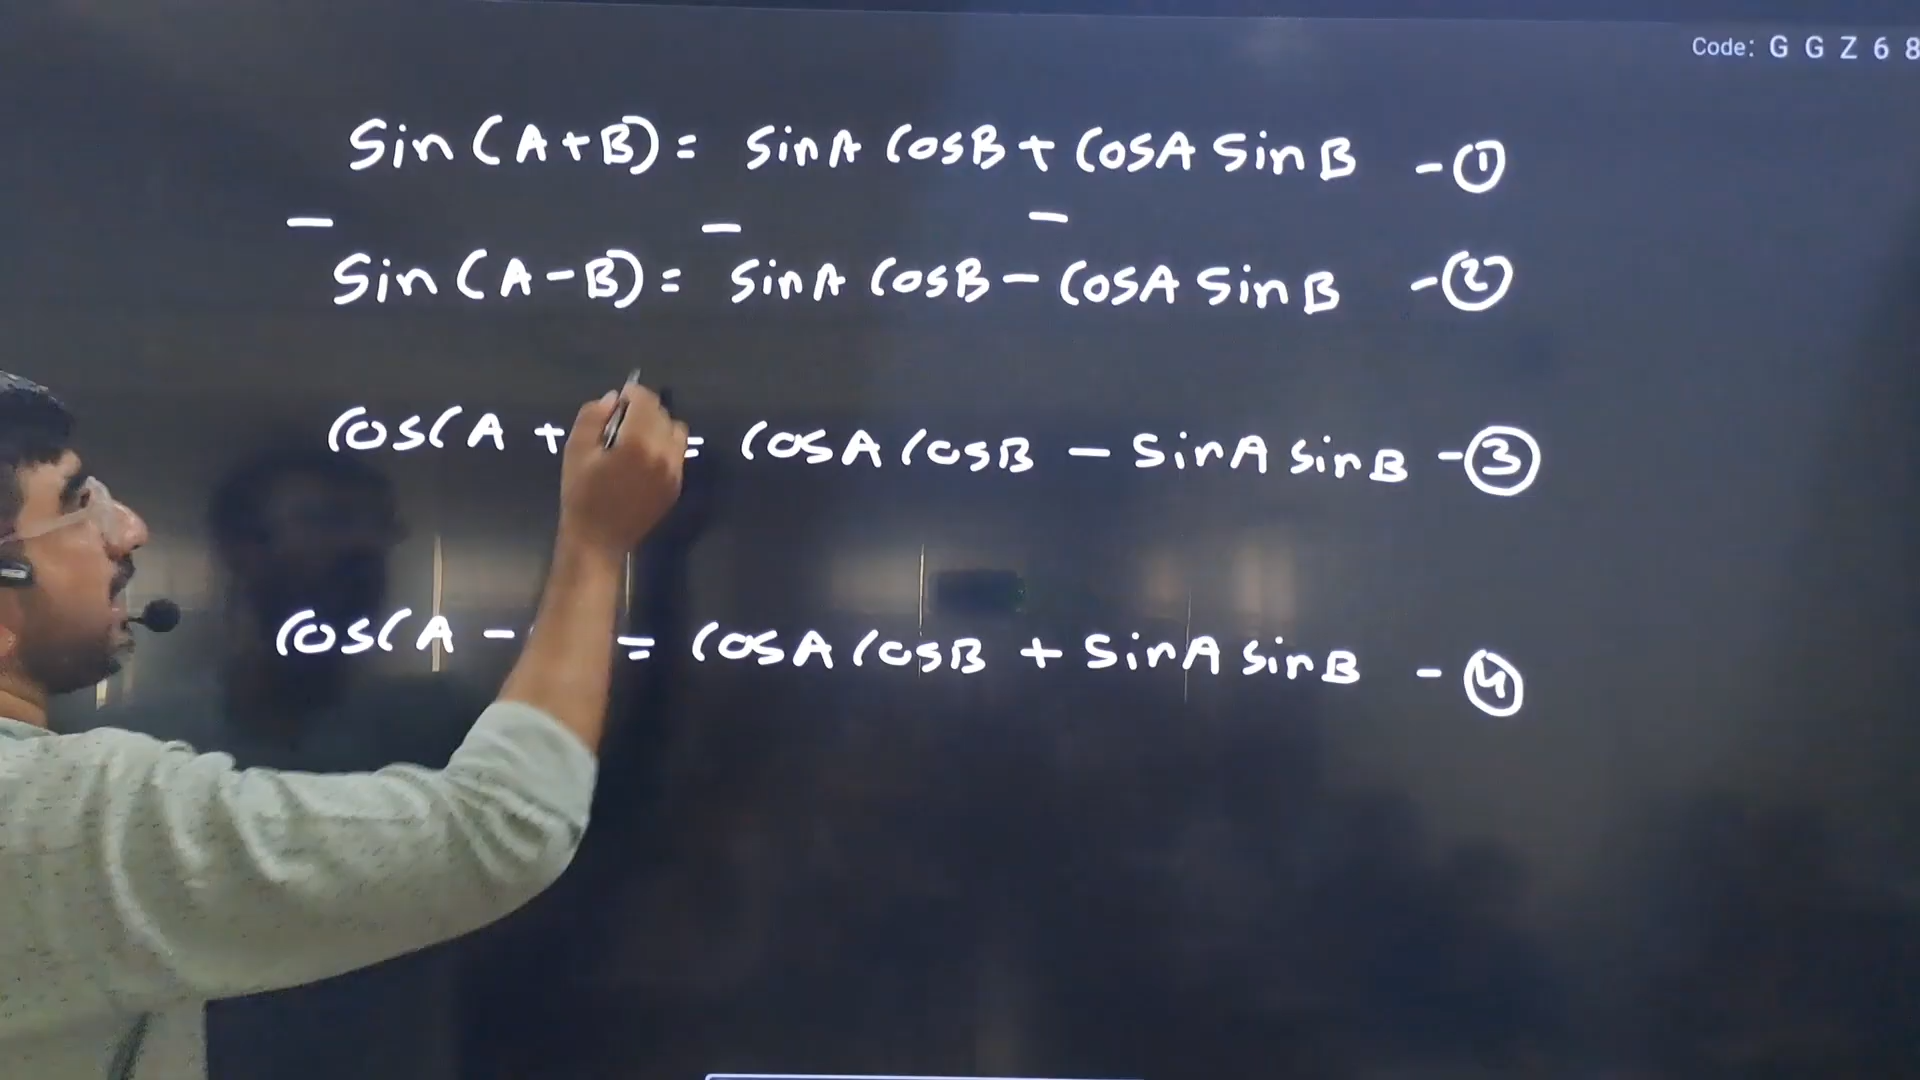 Code: G G Z 6 8
Sin (A+B) = sinA CosB + CosA SinB - ①
- - -
Sin (A-B) = sinA CosB - CosA SinB - ②
Cos(A + = CosA CosB - SinA sinB - ③
Cos(A - = CosA CosB + SinA sinB - ④